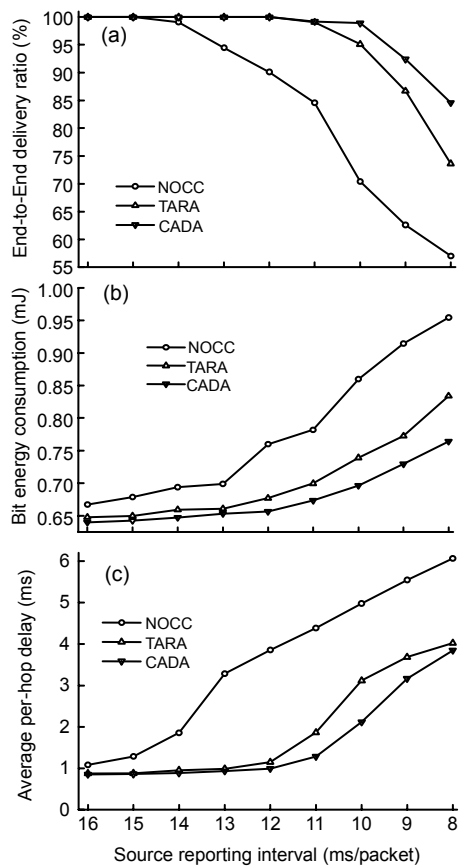 End-to-End delivery ratio (%)
100
95
90
85
80
75
70
65
60
55
(a)
NOCC
TARA
CADA
Bit energy consumption (mJ)
1.00
0.95
0.90
0.85
0.80
0.75
0.70
0.65
(b)
NOCC
TARA
CADA
Average per-hop delay (ms)
6
5
4
3
2
1
0
(c)
NOCC
TARA
CADA
16 15 14 13 12 11 10 9 8
Source reporting interval (ms/packet)